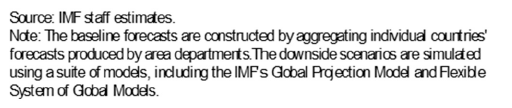 Source: IMF staff estimates.
Note: The baseline forecasts are constructed by aggregating individual countries'
forecasts produced by area departments.The downside scenarios are simulated
using a suite of models, including the IMF's Global Projection Model and Flexible
System of Global Models.